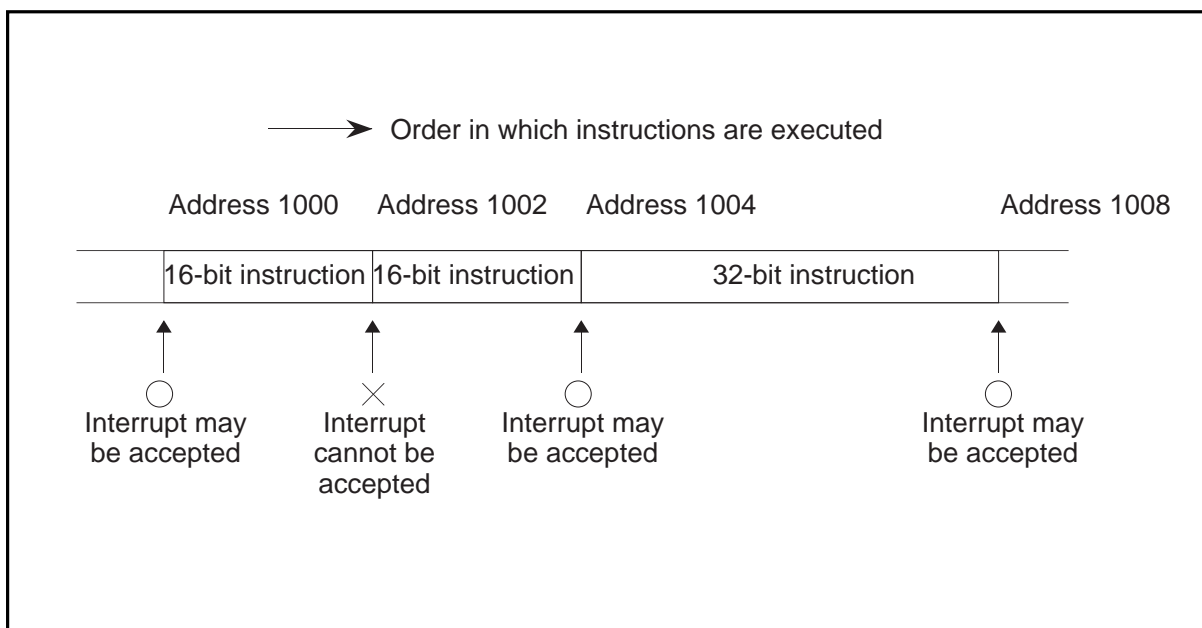 Order in which instructions are executed
Address 1000 Address 1002 Address 1004 Address 1008
16-bit instruction 16-bit instruction 32-bit instruction
Interrupt may
be accepted
Interrupt
cannot be
accepted
Interrupt may
be accepted
Interrupt may
be accepted